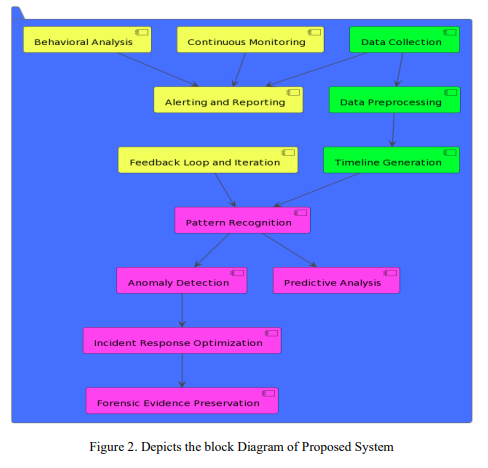 Behavioral Analysis
Continuous Monitoring
Data Collection
Alerting and Reporting
Data Preprocessing
Feedback Loop and Iteration
Timeline Generation
Pattern Recognition
Anomaly Detection
Predictive Analysis
Incident Response Optimization
Forensic Evidence Preservation
Figure 2. Depicts the block Diagram of Proposed System